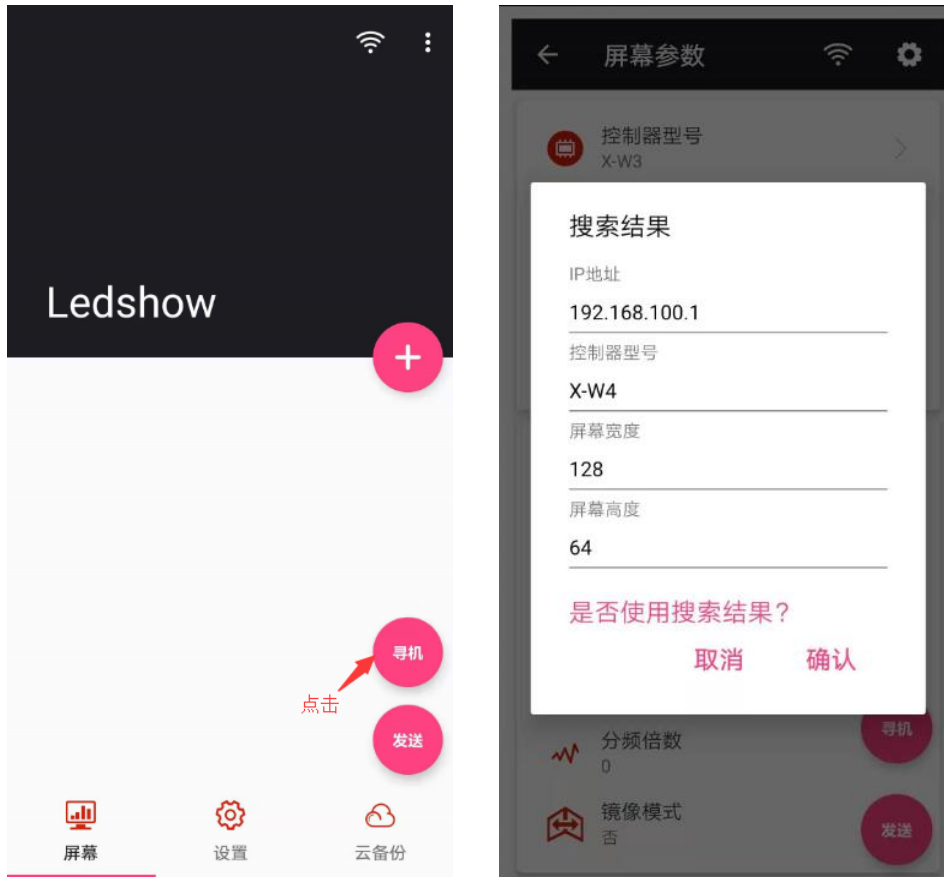 Ledshow
寻机
点击
发送
屏幕
设置
云备份
屏幕参数
控制器型号
X-W3
搜索结果
IP地址
192.168.100.1
控制器型号
X-W4
屏幕宽度
128
屏幕高度
64
是否使用搜索结果?
取消 确认
寻机
分频倍数
0
镜像模式
否
发送